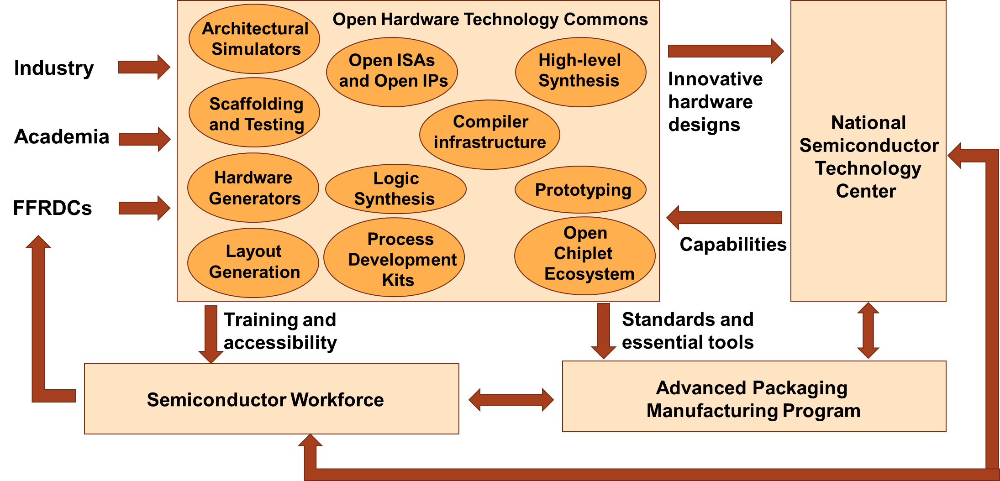 Industry
Academia
FFRDCs
Open Hardware Technology Commons
Architectural
Simulators
Open ISAs
and Open IPs
High-level
Synthesis
Scaffolding
and Testing
Compiler
infrastructure
Hardware
Generators
Logic
Synthesis
Prototyping
Layout
Generation
Process
Development
Kits
Open
Chiplet
Ecosystem
Innovative
hardware
designs
Capabilities
National
Semiconductor
Technology
Center
Training and
accessibility
Standards and
essential tools
Semiconductor Workforce
Advanced Packaging
Manufacturing Program